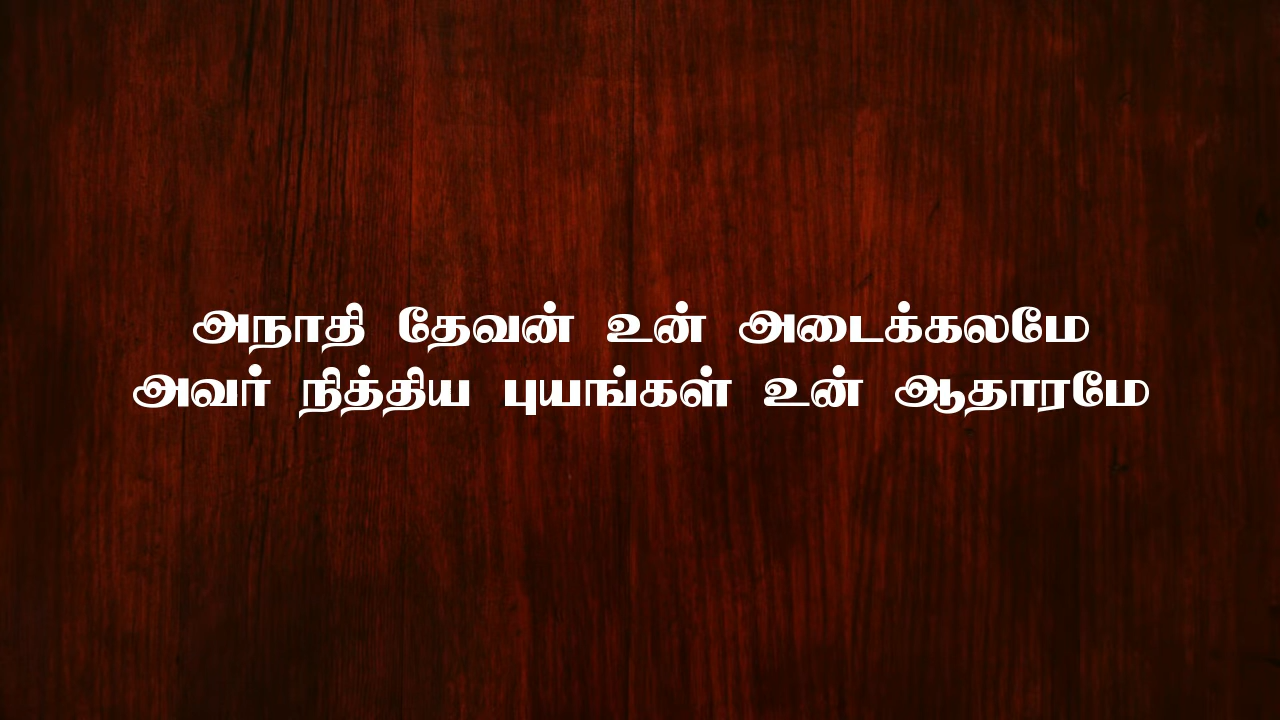 அநாதி தேவன் உன் அடைக்கலமே
அவர் நித்திய புயங்கள் உன் ஆதாரமே